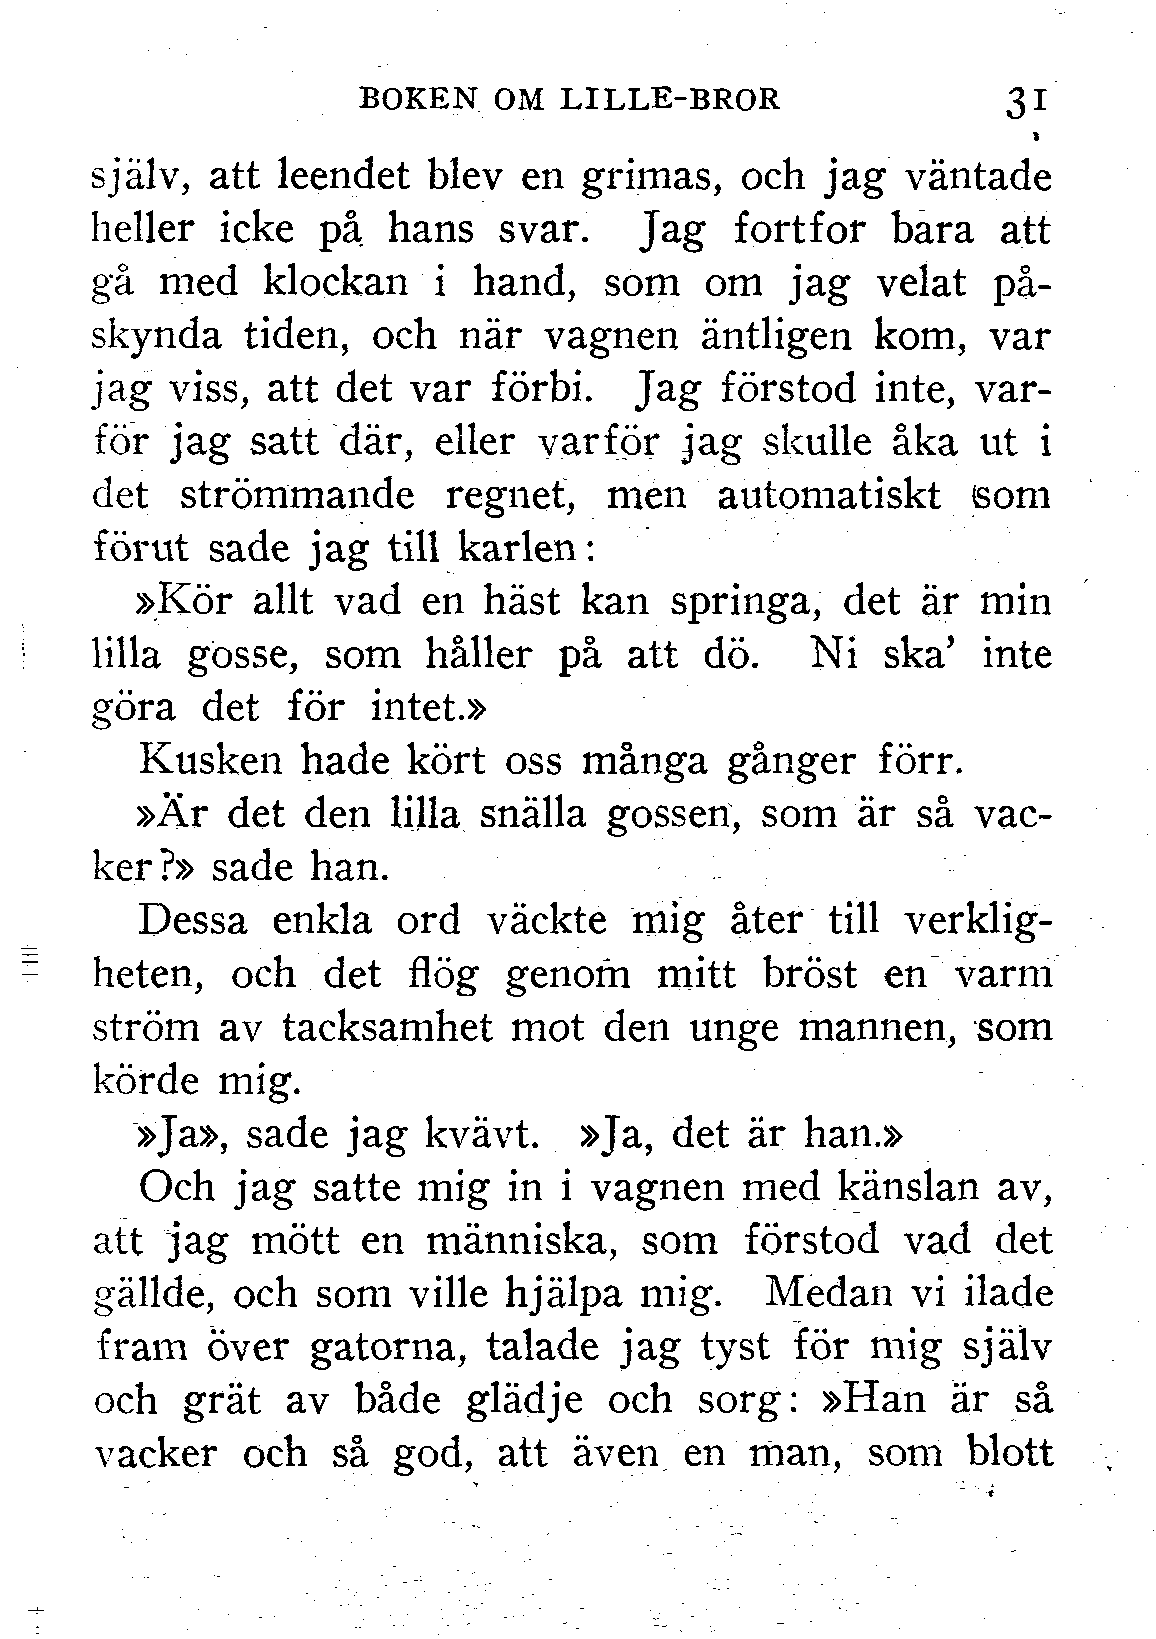 BOKEN OM LILLE-BROR 31
själv, att leendet blev en grimas, och jag väntade
heller icke på hans svar. Jag fortfor bara att
gå med klockan i hand, som om jag velat på-
skynda tiden, och när vagnen äntligen kom, var
jag viss, att det var förbi. Jag förstod inte, var-
för jag satt där, eller varför jag skulle åka ut i
det strömmande regnet, men automatiskt som
förut sade jag till karlen:
»Kör allt vad en häst kan springa, det är min
lilla gosse, som håller på att dö. Ni ska' inte
göra det för intet.»
Kusken hade kört oss många gånger förr.
»Är det den lilla snälla gossen, som är så vac-
ker?» sade han.
Dessa enkla ord väckte mig åter till verklig-
heten, och det flög genom mitt bröst en varm
ström av tacksamhet mot den unge mannen, som
körde mig.
»Ja», sade jag kvävt. »Ja, det är han.»
Och jag satte mig in i vagnen med känslan av,
att jag mött en människa, som förstod vad det
gällde, och som ville hjälpa mig. Medan vi ilade
fram över gatorna, talade jag tyst för mig själv
och grät av både glädje och sorg: »Han är så
vacker och så god, att även en man, som blott